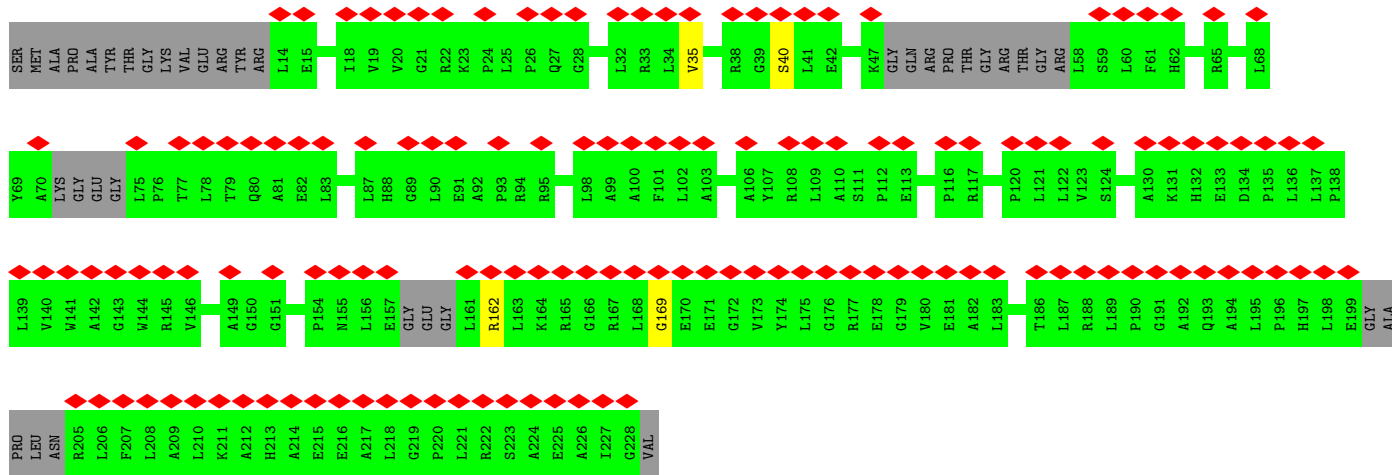 SER MET ALA PRO ALA TYR THR GLY LYS VAL GLU ARG TYR ARG L14 E15 I18 V19 V20 G21 R22 K23 P24 L25 P26 Q27 G28 L32 R33 L34 V35 R38 G39 S40 L41 E42 K47 GLY GLN ARG PRO THR GLY ARG THR GLY ARG L58 S59 L60 F61 H62 R65 L68
Y69 A70 LYS GLY GLU GLY L75 P76 T77 L78 T79 Q80 A81 E82 L83 L87 H88 G89 L90 E91 A92 P93 R94 R95 L98 A99 A100 F101 L102 A103 A106 Y107 R108 L109 A110 S111 P112 E113 P116 R117 P120 L121 L122 V123 S124 A130 K131 H132 E133 D134 P135 L136 L137 P138
L139 V140 W141 A142 G143 W144 R145 V146 A149 G150 G151 P154 N155 L156 E157 GLY GLU GLY L161 R162 L163 K164 R165 G166 R167 L168 G169 E170 E171 G172 V173 Y174 L175 G176 R177 E178 G179 V180 E181 A182 L183 T186 L187 R188 L189 P190 G191 A192 Q193 A194 L195 P196 H197 L198 E199 GLY ALA
PRO LEU ASN R205 L206 F207 L208 A209 L210 K211 A212 H213 A214 E215 E216 A217 L218 G219 P220 L221 R222 S223 A224 E225 A226 I227 G228 VAL